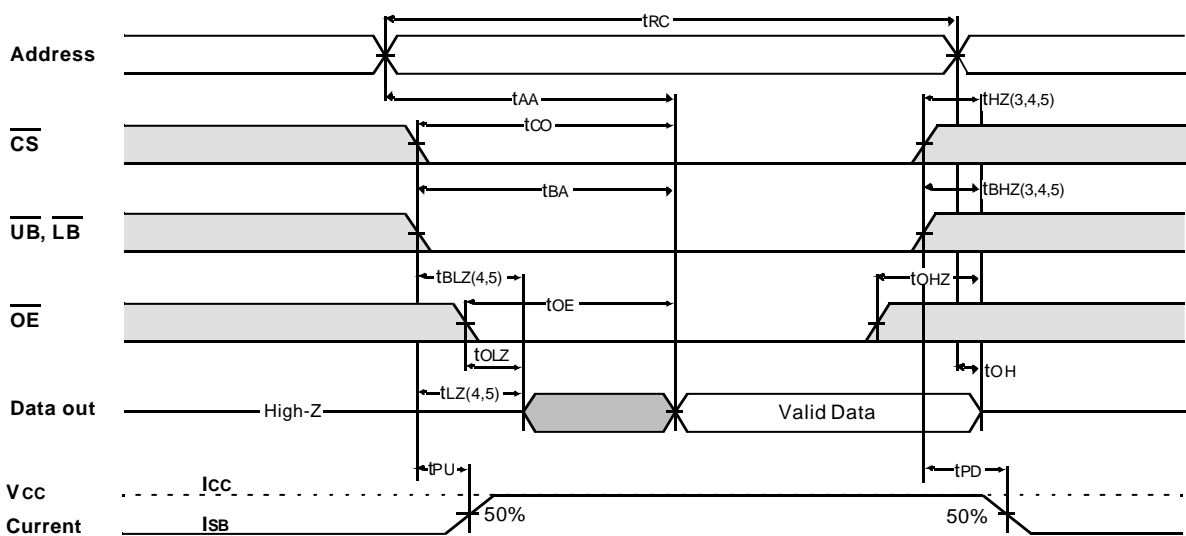 tRC
Address
tAA
tHZ(3,4,5)
CS
tCO
tBA
tBHZ(3,4,5)
UB, LB
tBLZ(4,5)
tOHZ
OE
tOE
tOLZ
tOH
tLZ(4,5)
Data out
High-Z
Valid Data
tPU
tPD
VCC
ICC
50%
50%
Current
ISB